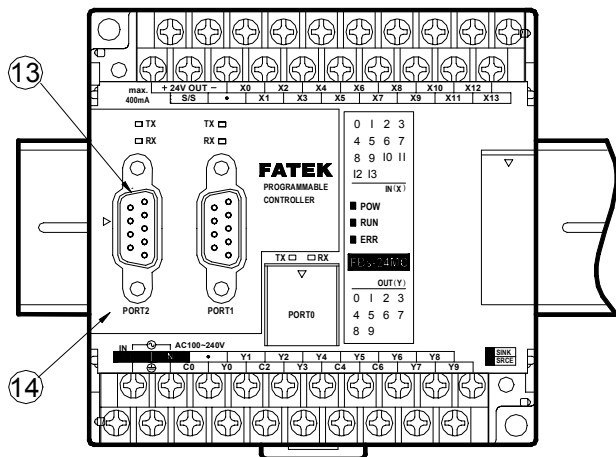 13
max. 400mA
+ 24V OUT − X0 X2 X4 X6 X8 X10 X12
S/S • X1 X3 X5 X7 X9 X11 X13
TX TX
RX RX
FATEK
PROGRAMMABLE
CONTROLLER
0 1 2 3
4 5 6 7
8 9 10 11
12 13
IN(X)
POW
RUN
ERR
FBs-24MC
OUT(Y)
0 1 2 3
4 5 6 7
8 9
TX RX
PORT0
PORT2 PORT1
14
IN AC100~240V
N • Y1 Y2 Y4 Y5 Y6 Y8
C0 Y0 C2 Y3 C4 C6 Y7 Y9
SINK
SRCE